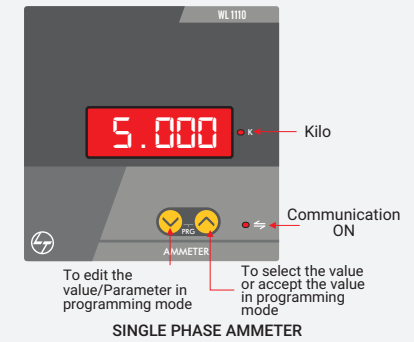 WL 1110
5.000
K
Kilo
PRG
Communication
ON
AMMETER
To edit the
value/Parameter in
programming mode
To select the value
or accept the value
in programming
mode
SINGLE PHASE AMMETER